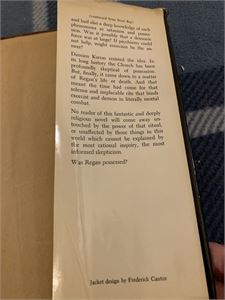 (continued from front flap)
and had also a deep knowledge of such
phenomena as satanism and posses-
sion. Was it possible that a demonic
force was at large? If psychiatry could
not help, might exorcism be the an-
swer?
Damien Karras resisted the idea. In
its long history the Church has been
profoundly skeptical of possession.
But, finally, it came down to a matter
of Regan's life or death. And that
meant the time had come for that
solemn and implacable rite that binds
exorcist and demon in literally mortal
combat.
No reader of this fantastic and deeply
religious novel will come away un-
touched by the power of that ritual,
or unaffected by those things in this
world which cannot be explained by
the most rational inquiry, the most
informed skepticism.
Was Regan possessed?
Jacket design by Frederick Cantor